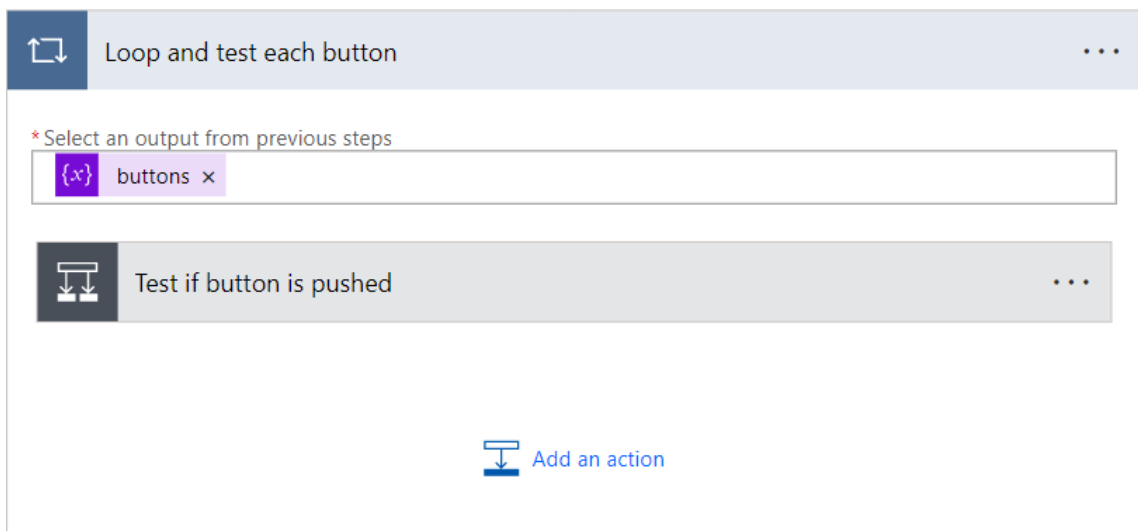 Loop and test each button
* Select an output from previous steps
{x} buttons ×
Test if button is pushed
Add an action